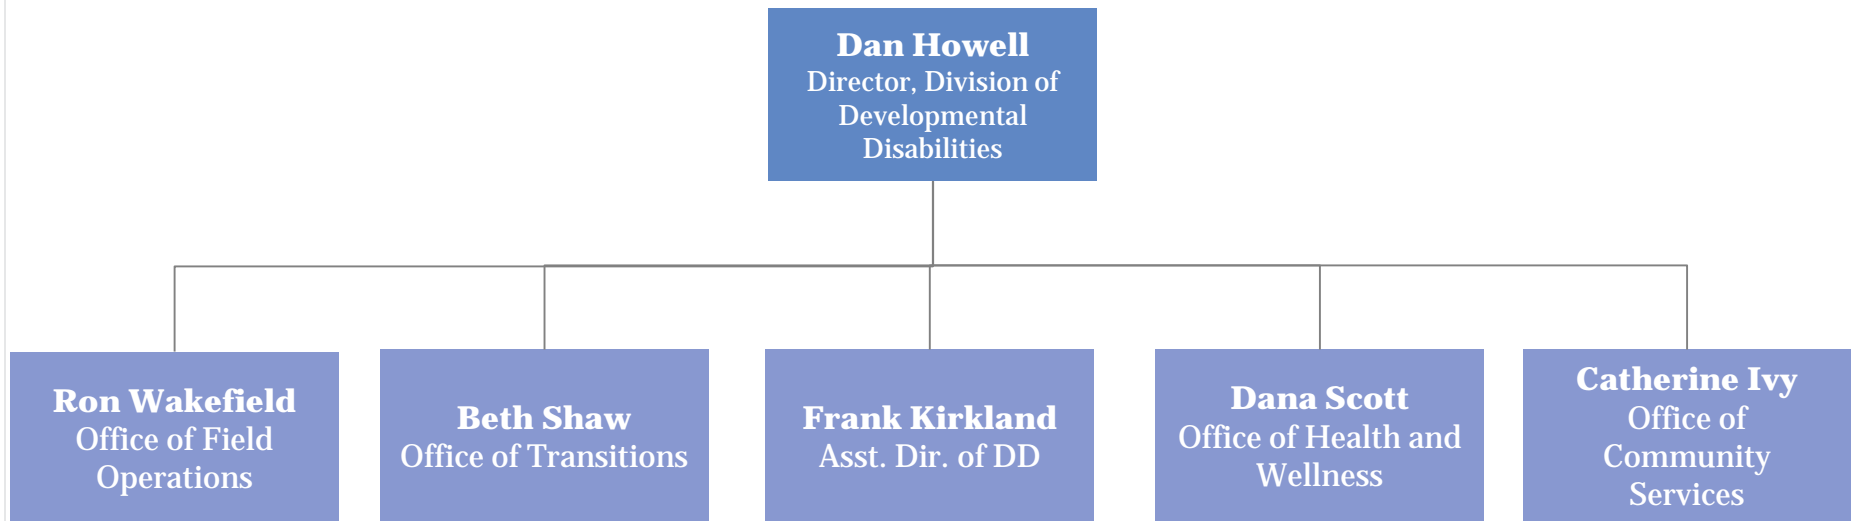 Dan Howell
Director, Division of
Developmental
Disabilities
Ron Wakefield
Office of Field
Operations
Beth Shaw
Office of Transitions
Frank Kirkland
Asst. Dir. of DD
Dana Scott
Office of Health and
Wellness
Catherine Ivy
Office of
Community
Services